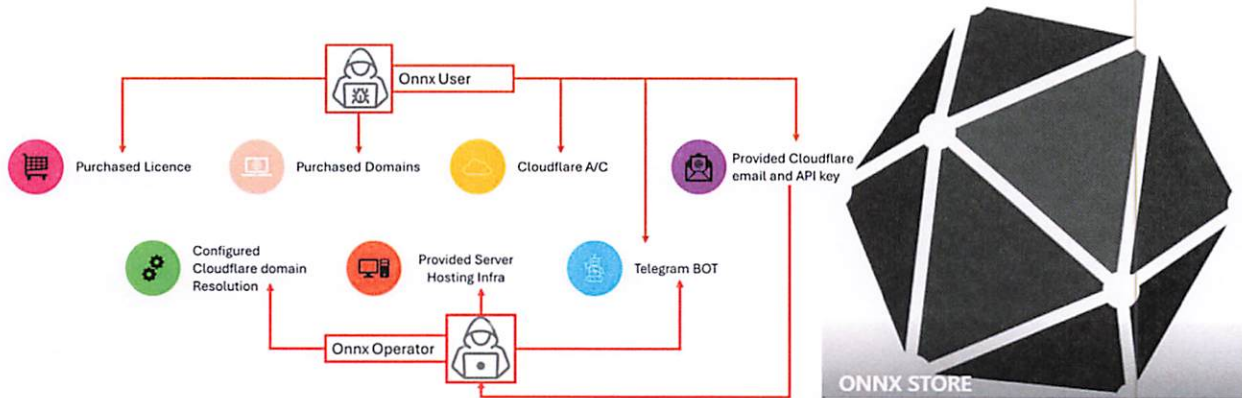 Onnx User
Purchased Licence
Purchased Domains
Cloudflare A/C
Provided Cloudflare
email and API key
Configured
Cloudflare domain
Resolution
Provided Server
Hosting Infra
Telegram BOT
Onnx Operator
ONNX STORE